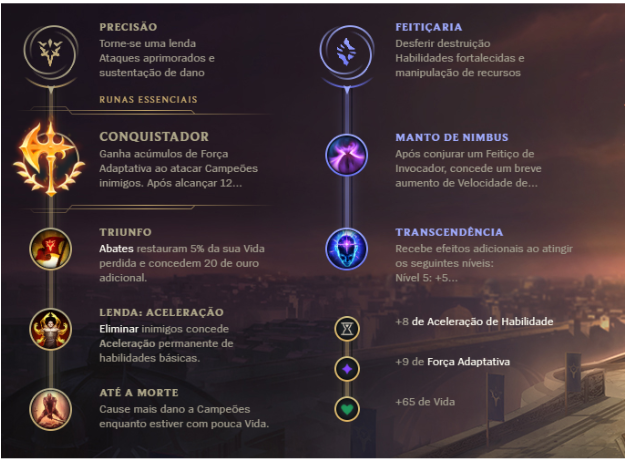 PRECISÃO
Torne-se uma lenda
Ataques aprimorados e
sustentação de dano
RUNAS ESSENCIAIS
CONQUISTADOR
Ganha acúmulos de Força
Adaptativa ao atacar Campeões
inimigos. Após alcançar 12...
TRIUNFO
Abates restauram 5% da sua Vida
perdida e concedem 20 de ouro
adicional.
LENDA: ACELERAÇÃO
Eliminar inimigos concede
Aceleração permanente de
habilidades básicas.
ATÉ A MORTE
Cause mais dano a Campeões
enquanto estiver com pouca Vida.
FEITIÇARIA
Desferir destruição
Habilidades fortalecidas e
manipulação de recursos
MANTO DE NIMBUS
Após conjurar um Feitiço de
Invocador, concede um breve
aumento de Velocidade de...
TRANSCENDÊNCIA
Recebe efeitos adicionais ao atingir
os seguintes níveis:
Nível 5: +5...
+8 de Aceleração de Habilidade
+9 de Força Adaptativa
+65 de Vida